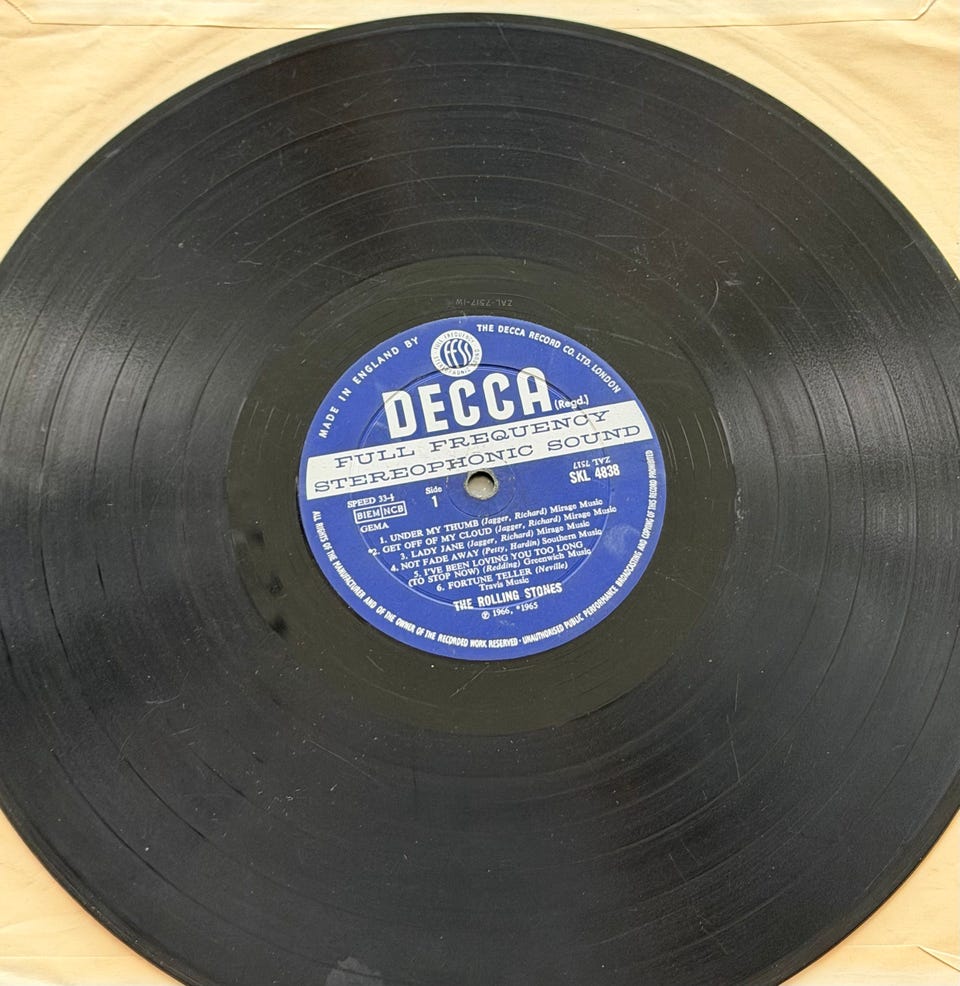 ZAL-7517-1W
MADE IN ENGLAND BY THE DECCA RECORD CO. LTD. LONDON
FFSS
DECCA (Regd.)
FULL FREQUENCY
STEREOPHONIC SOUND
SPEED 33⅓
BIEM NCB
GEMA
Side
1
ZAL 7517
SKL 4838
1. UNDER MY THUMB (Jagger, Richard) Mirage Music
*2. GET OFF OF MY CLOUD (Jagger, Richard) Mirage Music
3. LADY JANE (Jagger, Richard) Mirage Music
4. NOT FADE AWAY (Petty, Hardin) Southern Music
5. I'VE BEEN LOVING YOU TOO LONG
(TO STOP NOW) (Redding) Greenwich Music
6. FORTUNE TELLER (Neville)
Travis Music
THE ROLLING STONES
℗ 1966, *1965
ALL RIGHTS OF THE MANUFACTURER AND OF THE OWNER OF THE RECORDED WORK RESERVED · UNAUTHORISED PUBLIC PERFORMANCE BROADCASTING AND COPYING OF THIS RECORD PROHIBITED